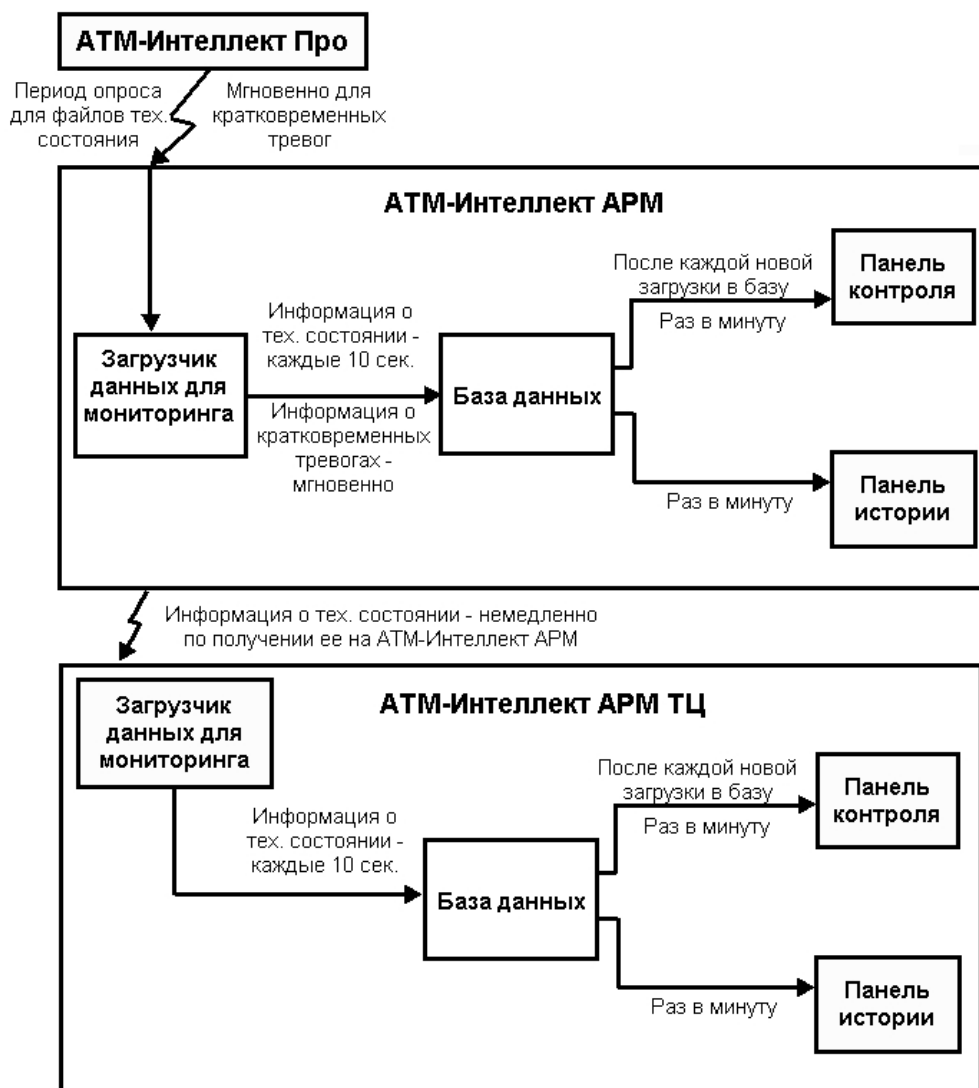 АТМ-Интеллект Про
Период опроса
для файлов тех.
состояния
Мгновенно для
кратковременных
тревог
АТМ-Интеллект АРМ
Загрузчик
данных для
мониторинга
Информация о
тех. состоянии -
каждые 10 сек.
Информация о
кратковременных
тревогах -
мгновенно
База данных
После каждой новой
загрузки в базу
Раз в минуту
Панель
контроля
Раз в минуту
Панель
истории
Информация о тех. состоянии - немедленно
по получении ее на АТМ-Интеллект АРМ
АТМ-Интеллект АРМ ТЦ
Загрузчик
данных для
мониторинга
Информация о
тех. состоянии -
каждые 10 сек.
База данных
После каждой новой
загрузки в базу
Раз в минуту
Панель
контроля
Раз в минуту
Панель
истории